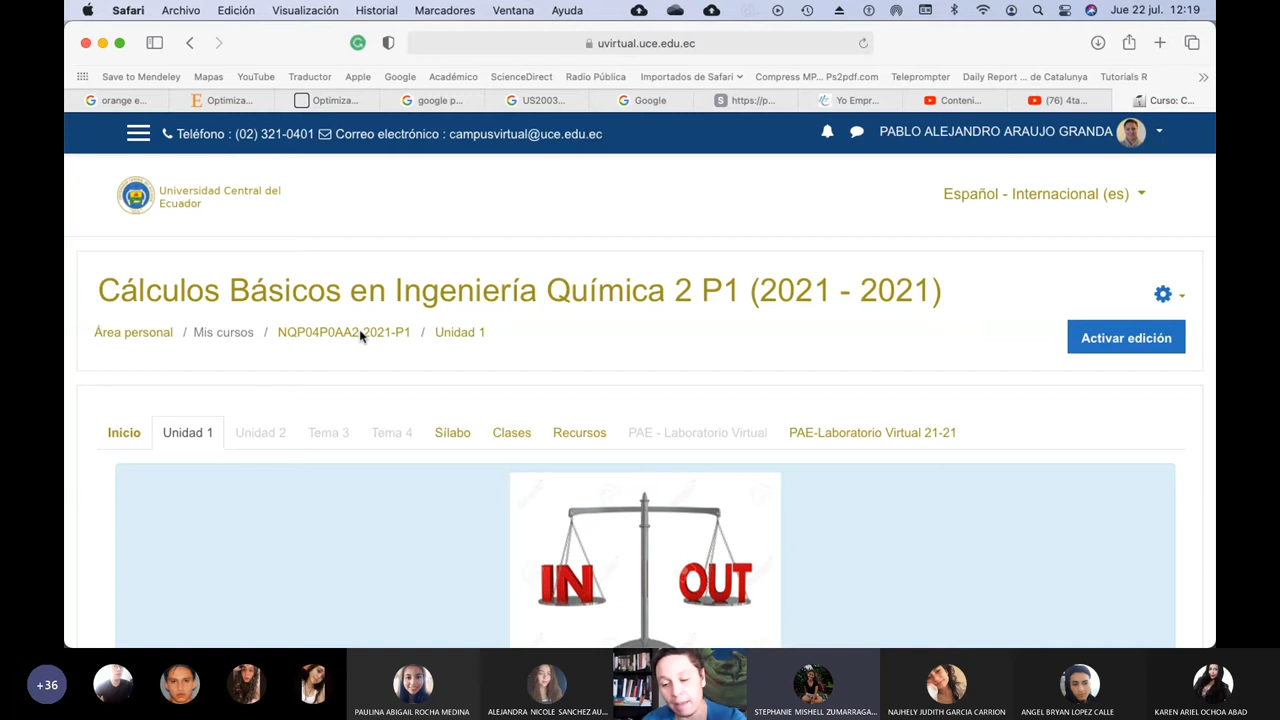 Safari Archivo Edición Visualización Historial Marcadores Ventana Ayuda Jue 22 jul. 12:19
uvirtual.uce.edu.ec
Save to Mendeley Mapas YouTube Traductor Apple Google Académico ScienceDirect Radio Pública Importados de Safari Compress MP... Ps2pdf.com Teleprompter Daily Report ... de Catalunya Tutorials R
orange e... Optimiza... Optimiza... google p... US2003... Google https://p... Yo Empr... Contení... (76) 4ta... Curso: C...
Teléfono : (02) 321-0401 Correo electrónico : campusvirtual@uce.edu.ec PABLO ALEJANDRO ARAUJO GRANDA
Universidad Central del
Ecuador
Español - Internacional (es)
Cálculos Básicos en Ingeniería Química 2 P1 (2021 - 2021)
Área personal / Mis cursos / NQP04P0AA2-2021-P1 / Unidad 1
Activar edición
Inicio Unidad 1 Unidad 2 Tema 3 Tema 4 Sílabo Clases Recursos PAE - Laboratorio Virtual PAE-Laboratorio Virtual 21-21
IN OUT
+36
PAULINA ABIGAIL ROCHA MEDINA ALEJANDRA NICOLE SANCHEZ AU... STEPHANIE MISHELL ZUMARRAGA... NAJHELY JUDITH GARCIA CARRION ANGEL BRYAN LOPEZ CALLE KAREN ARIEL OCHOA ABAD